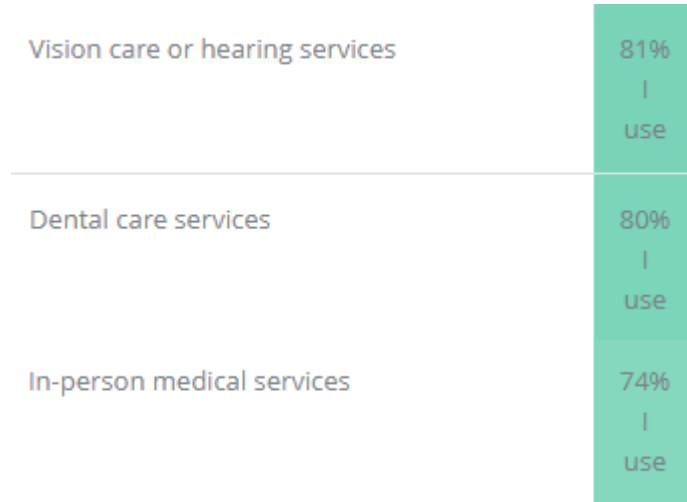 Vision care or hearing services
81%
I
use
Dental care services
80%
I
use
In-person medical services
74%
I
use